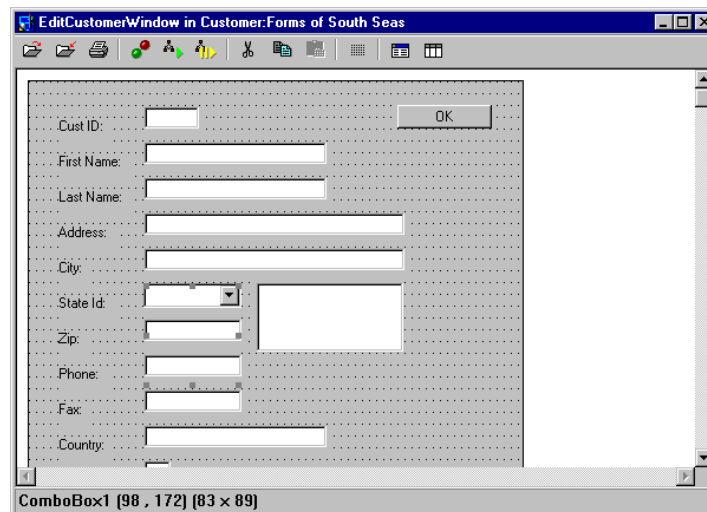 EditCustomerWindow in Customer:Forms of South Seas
Cust ID:
OK
First Name:
Last Name:
Address:
City:
State Id:
Zip:
Phone:
Fax:
Country:
ComboBox1 (98 , 172) (83 × 89)